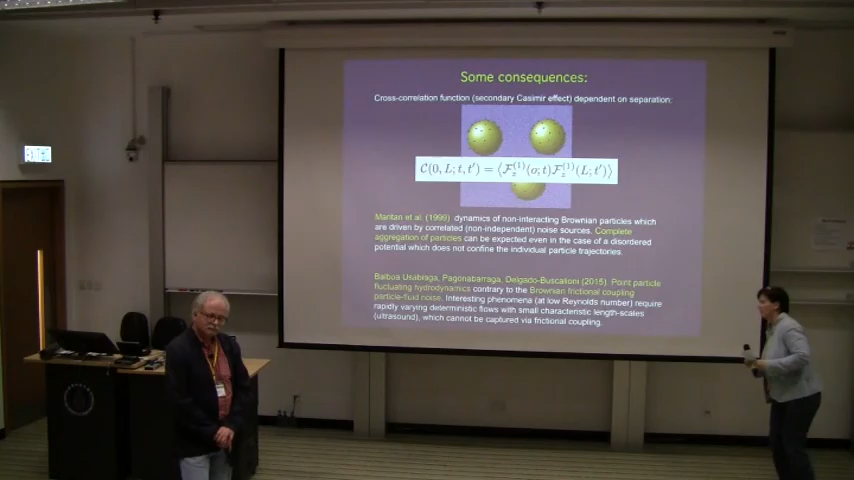 Some consequences:
Cross-correlation function (secondary Casimir effect) dependent on separation:
𝒞(0, L; t, t′) = ⟨ℱ_z^(1)(o; t)ℱ_z^(1)(L; t′)⟩
Maritan et al. (1999) dynamics of non-interacting Brownian particles which
are driven by correlated (non-independent) noise sources. Complete
aggregation of particles can be expected even in the case of a disordered
potential which does not confine the individual particle trajectories.
Balboa Usabiaga, Pagonabarraga, Delgado-Buscalioni (2015). Point particle
fluctuating hydrodynamics contrary to the Brownian frictional coupling
particle-fluid noise. Interesting phenomena (at low Reynolds number) require
rapidly varying deterministic flows with small characteristic length-scales
(ultrasound), which cannot be captured via frictional coupling.